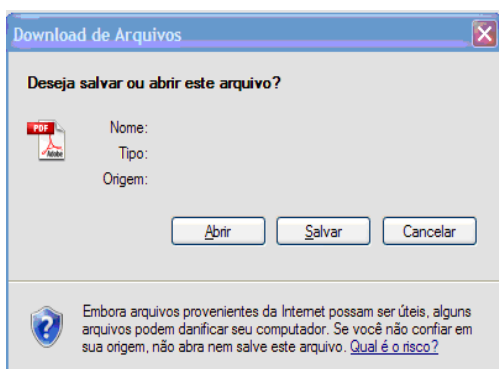 Download de Arquivos
Deseja salvar ou abrir este arquivo?
PDF
Adobe
Nome:
Tipo:
Origem:
Abrir Salvar Cancelar
Embora arquivos provenientes da Internet possam ser úteis, alguns
arquivos podem danificar seu computador. Se você não confiar em
sua origem, não abra nem salve este arquivo. Qual é o risco?